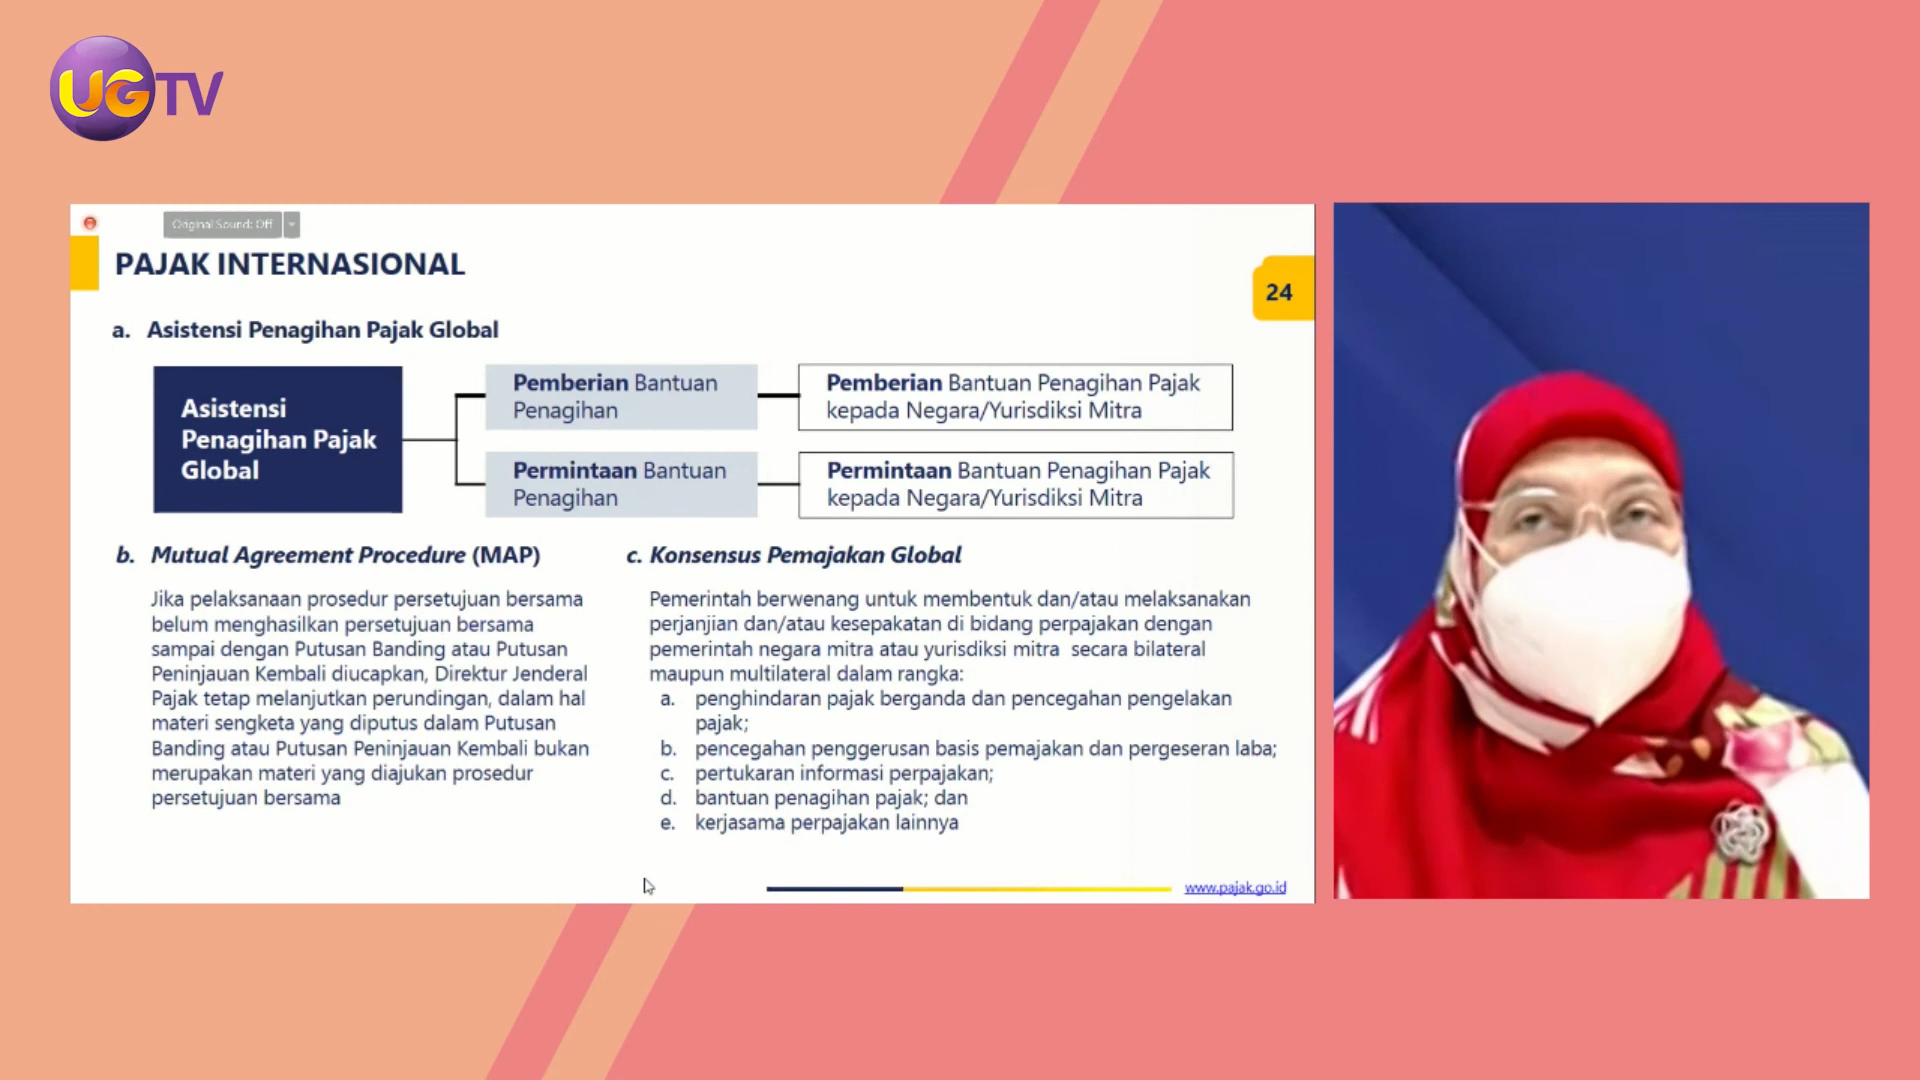 UGTV
Original Sound: Off
PAJAK INTERNASIONAL
24
a. Asistensi Penagihan Pajak Global
Asistensi
Penagihan Pajak
Global
Pemberian Bantuan
Penagihan
Pemberian Bantuan Penagihan Pajak
kepada Negara/Yurisdiksi Mitra
Permintaan Bantuan
Penagihan
Permintaan Bantuan Penagihan Pajak
kepada Negara/Yurisdiksi Mitra
b. Mutual Agreement Procedure (MAP)
Jika pelaksanaan prosedur persetujuan bersama
belum menghasilkan persetujuan bersama
sampai dengan Putusan Banding atau Putusan
Peninjauan Kembali diucapkan, Direktur Jenderal
Pajak tetap melanjutkan perundingan, dalam hal
materi sengketa yang diputus dalam Putusan
Banding atau Putusan Peninjauan Kembali bukan
merupakan materi yang diajukan prosedur
persetujuan bersama
c. Konsensus Pemajakan Global
Pemerintah berwenang untuk membentuk dan/atau melaksanakan
perjanjian dan/atau kesepakatan di bidang perpajakan dengan
pemerintah negara mitra atau yurisdiksi mitra secara bilateral
maupun multilateral dalam rangka:
a. penghindaran pajak berganda dan pencegahan pengelakan
pajak;
b. pencegahan penggerusan basis pemajakan dan pergeseran laba;
c. pertukaran informasi perpajakan;
d. bantuan penagihan pajak; dan
e. kerjasama perpajakan lainnya
www.pajak.go.id